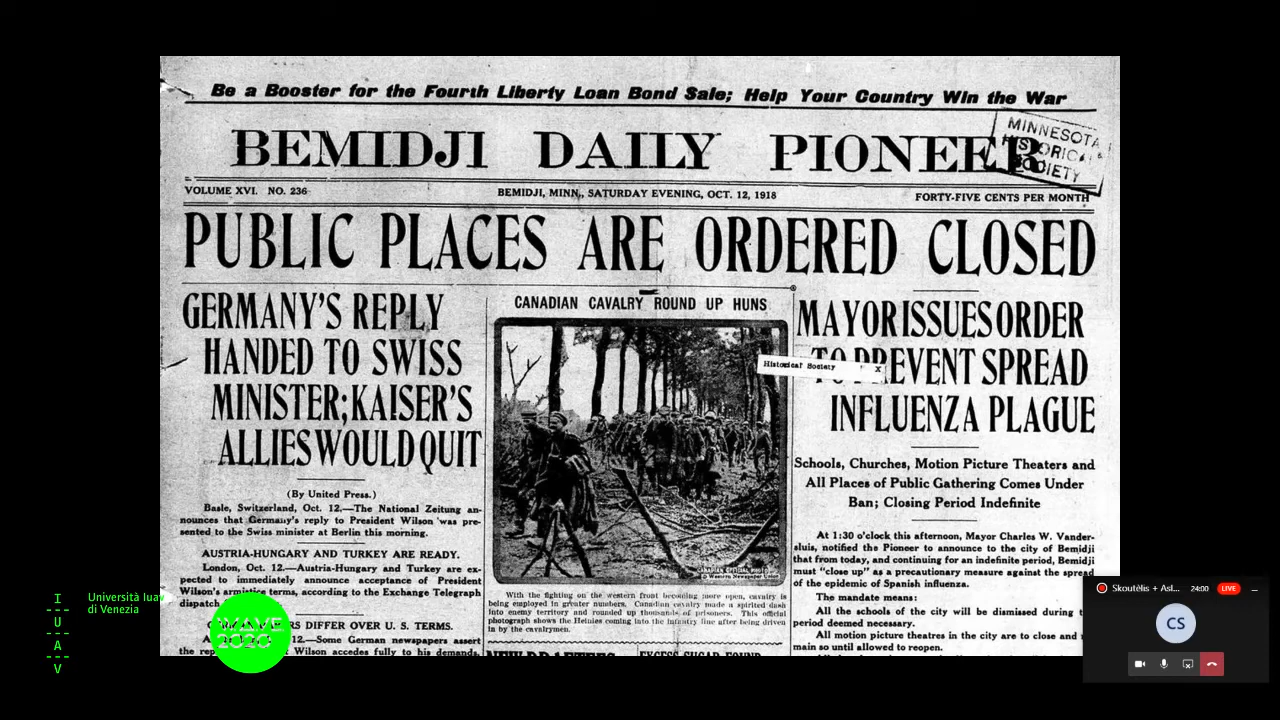 Be a Booster for the Fourth Liberty Loan Bond Sale; Help Your Country Win the War
BEMIDJI DAILY PIONEER
MINNESOTA
HISTORICAL
SOCIETY
VOLUME XVI. NO. 236
BEMIDJI, MINN., SATURDAY EVENING, OCT. 12, 1918
FORTY-FIVE CENTS PER MONTH
PUBLIC PLACES ARE ORDERED CLOSED
GERMANY'S REPLY
HANDED TO SWISS
MINISTER;KAISER'S
ALLIES WOULD QUIT
(By United Press.)
Basle, Switzerland, Oct. 12.—The National Zeitung an-
nounces that Germany's reply to President Wilson was pre-
sented to the Swiss minister at Berlin this morning.
AUSTRIA-HUNGARY AND TURKEY ARE READY.
London, Oct. 12.—Austria-Hungary and Turkey are ex-
pected to immediately announce acceptance of President
Wilson's armistice terms, according to the Exchange Telegraph
dispatch
DIFFER OVER U. S. TERMS.
12.—Some German newspapers assert
the Wilson accedes fully to his demands,
CANADIAN CAVALRY ROUND UP HUNS
CANADIAN OFFICIAL PHOTO
© Western Newspaper Union
With the fighting on the western front becoming more open, cavalry is
being employed in greater numbers. Canadian cavalry made a spirited dash
into enemy territory and rounded up thousands of prisoners. This official
photograph shows the Heinies coming into the infantry line after being driven
in by the cavalrymen.
MAYOR ISSUES ORDER
TO PREVENT SPREAD
INFLUENZA PLAGUE
Historical Society
X
Schools, Churches, Motion Picture Theaters and
All Places of Public Gathering Comes Under
Ban; Closing Period Indefinite
At 1:30 o'clock this afternoon, Mayor Charles W. Vander-
sluis, notified the Pioneer to announce to the city of Bemidji
that from today, and continuing for an indefinite period, Bemidji
must "close up" as a precautionary measure against the spread
of the epidemic of Spanish influenza.
The mandate means:
All the schools of the city will be dismissed during
period deemed necessary.
All motion picture theatres in the city are to close and
main so until allowed to reopen.
I
U
A
V
Università Iuav
di Venezia
WAVE
2020
Skoutèlis + Asl...
24:00
LIVE
CS